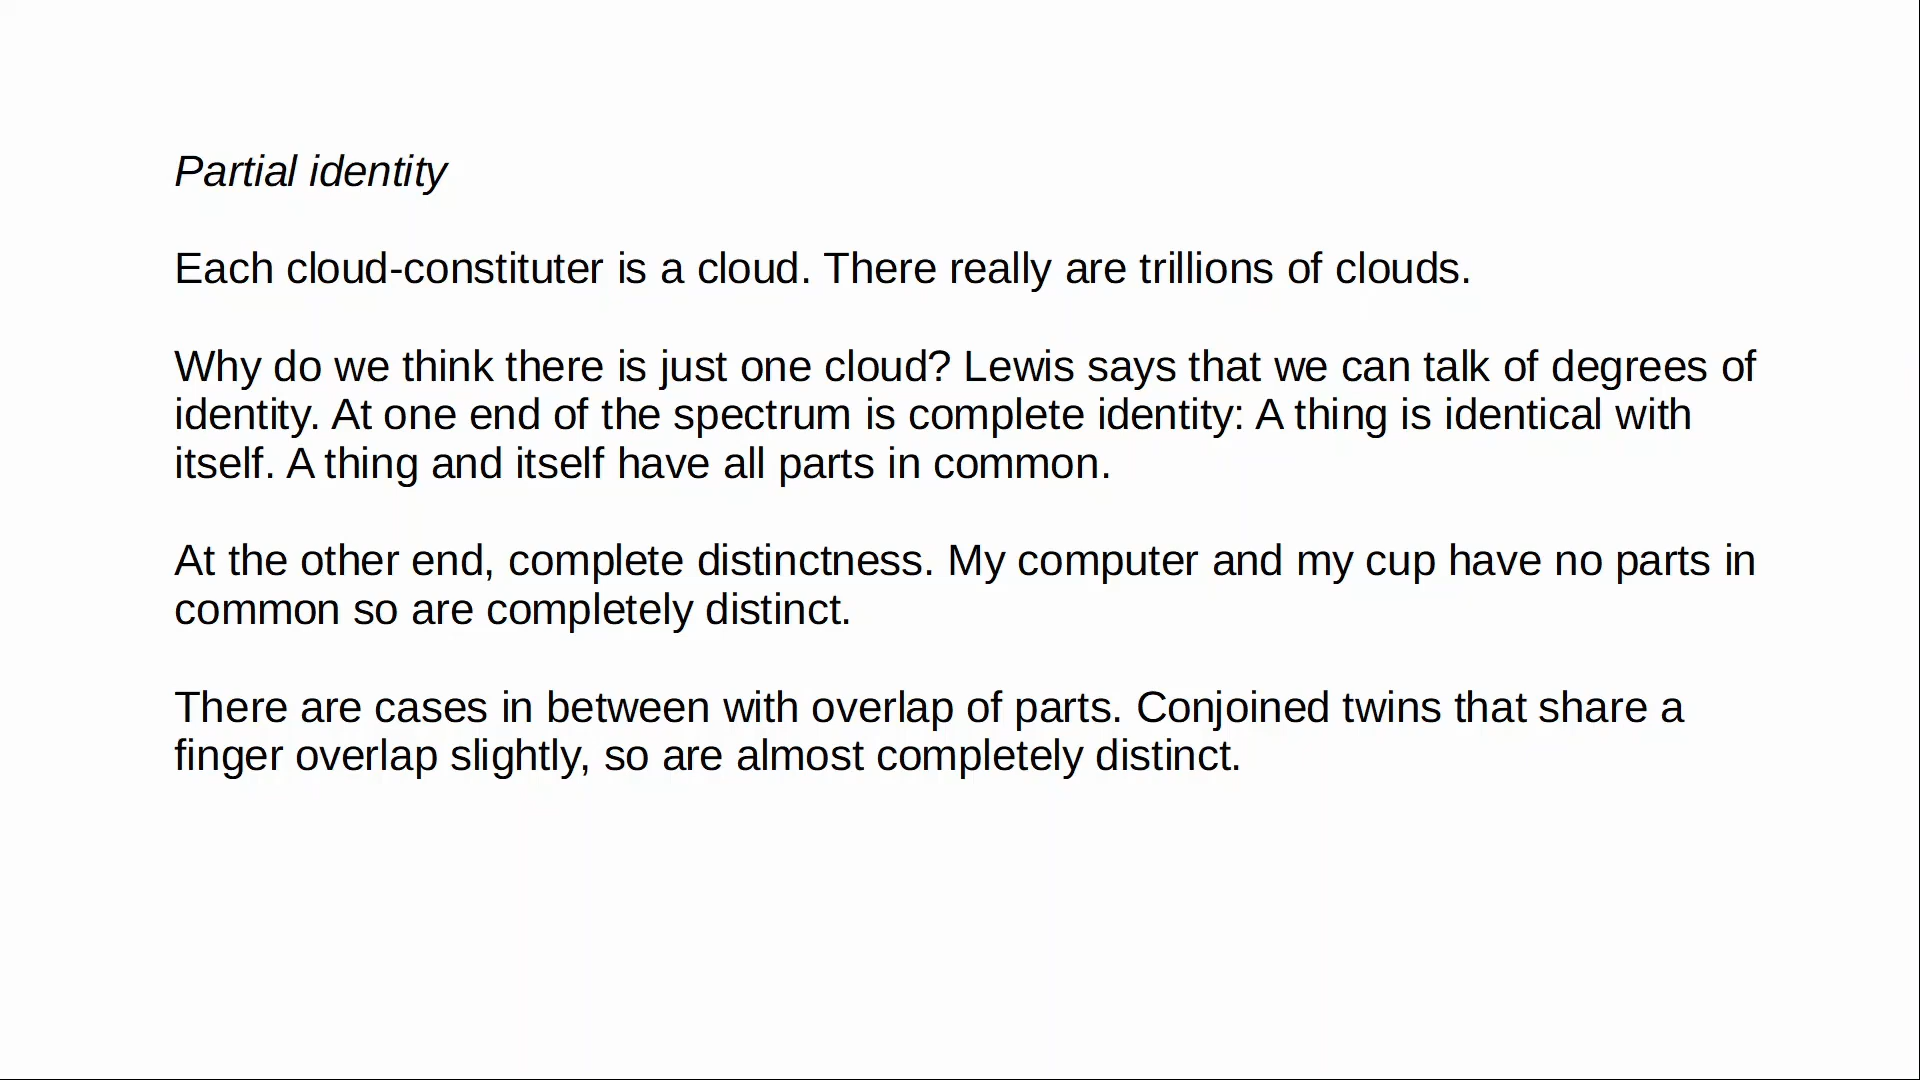 Partial identity
Each cloud-constituter is a cloud. There really are trillions of clouds.
Why do we think there is just one cloud? Lewis says that we can talk of degrees of
identity. At one end of the spectrum is complete identity: A thing is identical with
itself. A thing and itself have all parts in common.
At the other end, complete distinctness. My computer and my cup have no parts in
common so are completely distinct.
There are cases in between with overlap of parts. Conjoined twins that share a
finger overlap slightly, so are almost completely distinct.